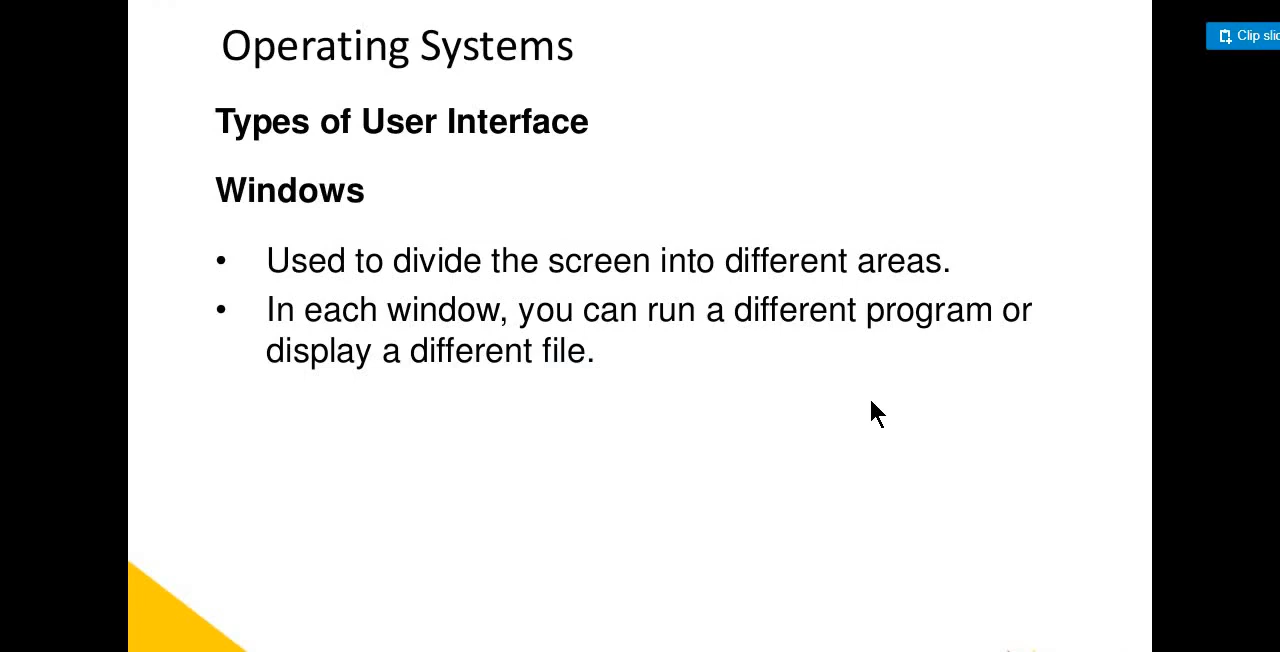 Operating Systems
Clip slic
Types of User Interface
Windows
• Used to divide the screen into different areas.
• In each window, you can run a different program or
display a different file.